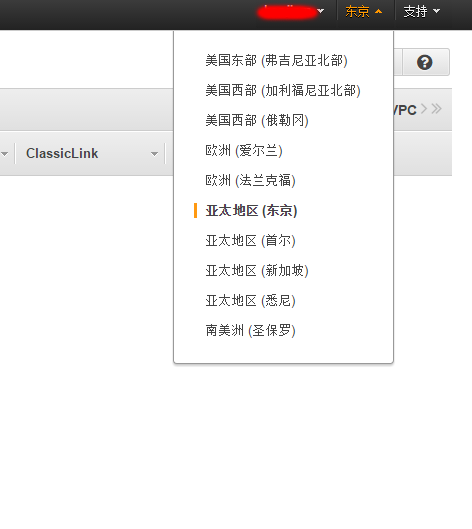 东京 支持
美国东部 (弗吉尼亚北部)
美国西部 (加利福尼亚北部)
VPC
美国西部 (俄勒冈)
ClassicLink
欧洲 (爱尔兰)
欧洲 (法兰克福)
亚太地区 (东京)
亚太地区 (首尔)
亚太地区 (新加坡)
亚太地区 (悉尼)
南美洲 (圣保罗)